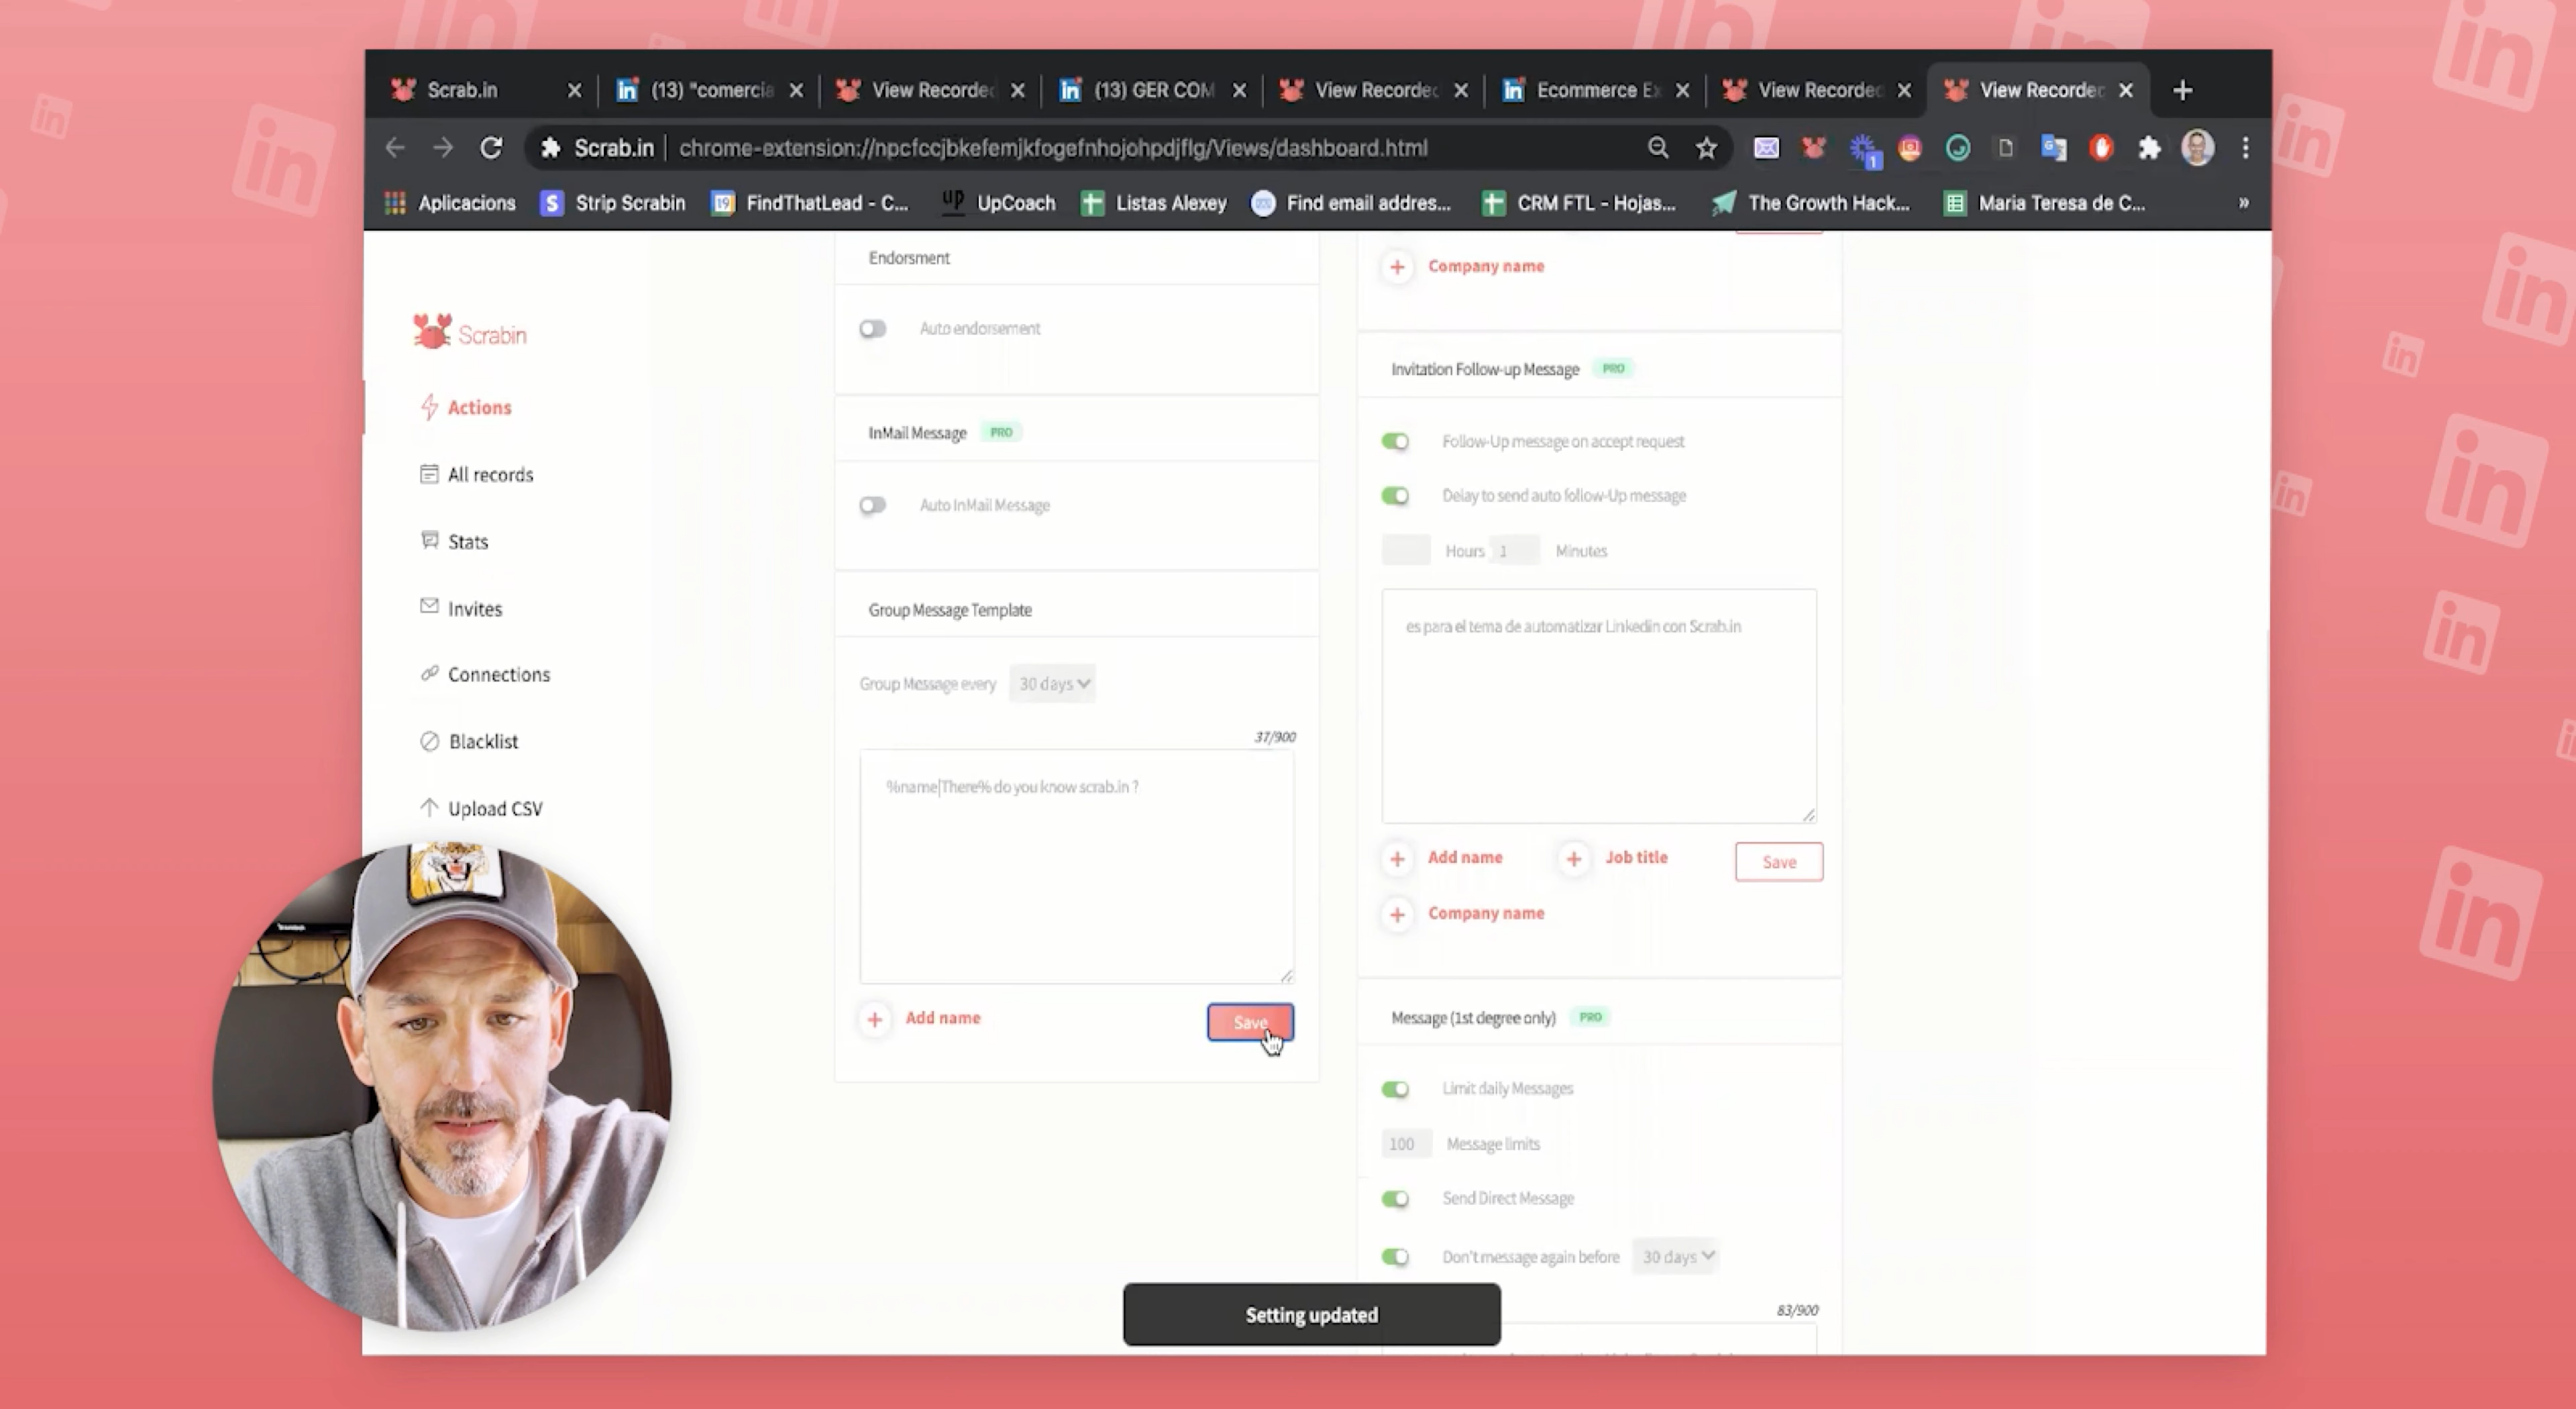 Scrab.in
(13) "comercia
View Recorded
(13) GER COM
View Recordec
Ecommerce Ex
View Recorded
View Recorder
Scrab.in
chrome-extension://npcfccjbkefemjkfogefnhojohpdjflg/Views/dashboard.html
1
Aplicacions
S
Strip Scrabin
19
FindThatLead - C...
up
UpCoach
Listas Alexey
Find email addres...
CRM FTL - Hojas...
The Growth Hack...
Maria Teresa de C...
»
Scrabin
Actions
All records
Stats
Invites
Connections
Blacklist
Upload CSV
Endorsment
Auto endorsement
InMail Message PRO
Auto InMail Message
Group Message Template
Group Message every 30 days
37/900
%name|There% do you know scrab.in ?
Add name
Save
Company name
Invitation Follow-up Message PRO
Follow-Up message on accept request
Delay to send auto follow-Up message
Hours 1 Minutes
es para el tema de automatizar Linkedin con Scrab.in
Add name
Job title
Save
Company name
Message (1st degree only) PRO
Limit daily Messages
100 Message limits
Send Direct Message
Don't message again before 30 days
83/900
Setting updated